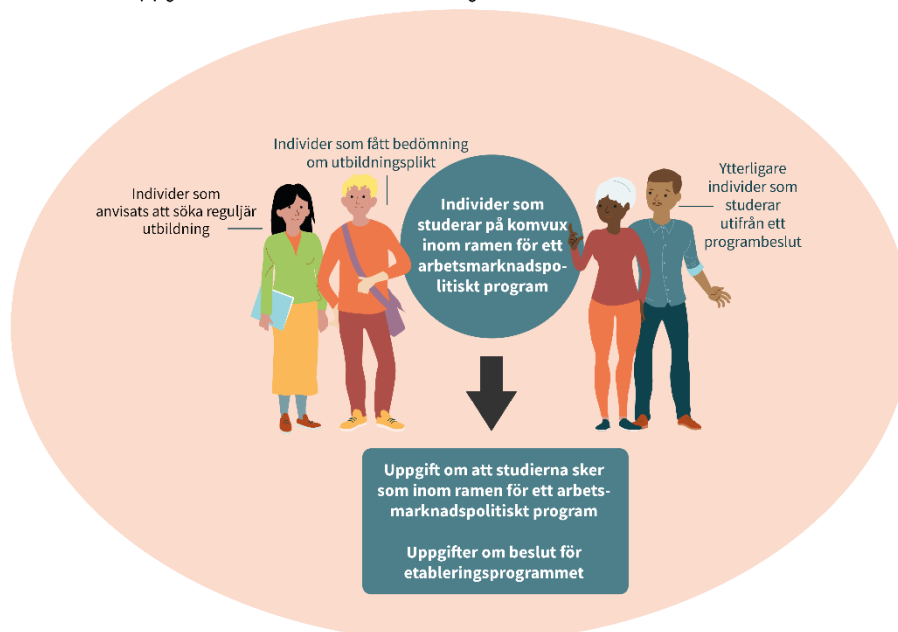 Individer som fått bedömning
om utbildningsplikt
Individer som
anvisats att söka reguljär
utbildning
Individer som
studerar på komvux
inom ramen för ett
arbetsmarknadspo-
litiskt program
Ytterligare
individer som
studerar
utifrån ett
programbeslut
Uppgift om att studierna sker
som inom ramen för ett arbets-
marknadspolitiskt program
Uppgifter om beslut för
etableringsprogrammet